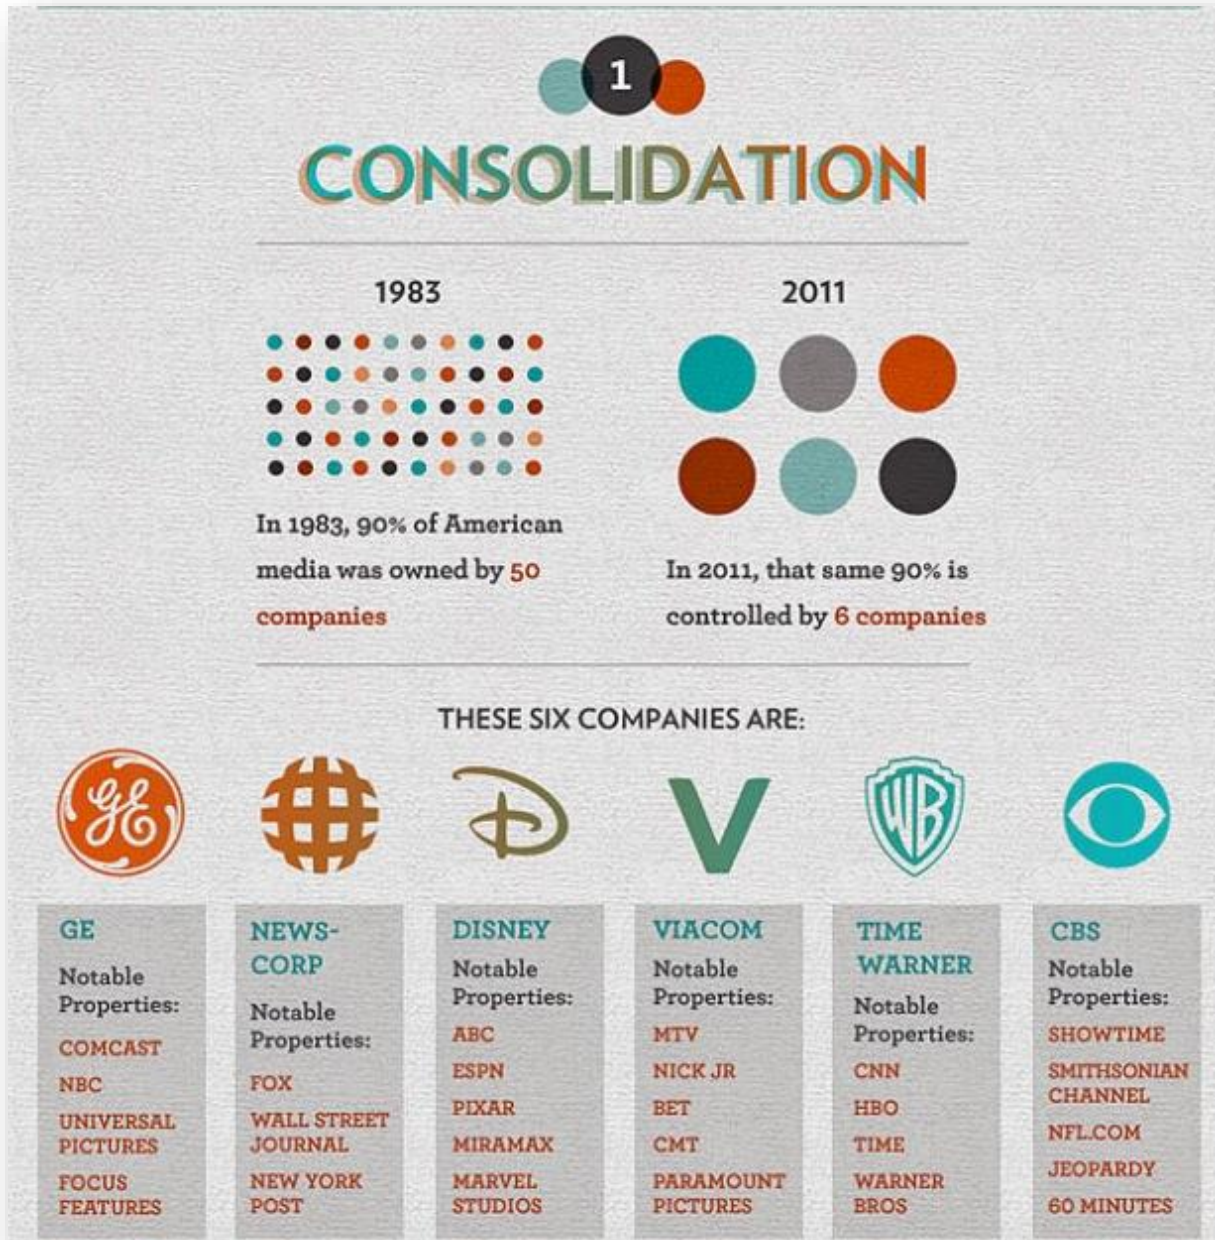 1
CONSOLIDATION
1983
In 1983, 90% of American
media was owned by 50
companies
2011
In 2011, that same 90% is
controlled by 6 companies
THESE SIX COMPANIES ARE:
GE
D
V
WB
GE
Notable
Properties:
COMCAST
NBC
UNIVERSAL
PICTURES
FOCUS
FEATURES
NEWS-
CORP
Notable
Properties:
FOX
WALL STREET
JOURNAL
NEW YORK
POST
DISNEY
Notable
Properties:
ABC
ESPN
PIXAR
MIRAMAX
MARVEL
STUDIOS
VIACOM
Notable
Properties:
MTV
NICK JR
BET
CMT
PARAMOUNT
PICTURES
TIME
WARNER
Notable
Properties:
CNN
HBO
TIME
WARNER
BROS
CBS
Notable
Properties:
SHOWTIME
SMITHSONIAN
CHANNEL
NFL.COM
JEOPARDY
60 MINUTES